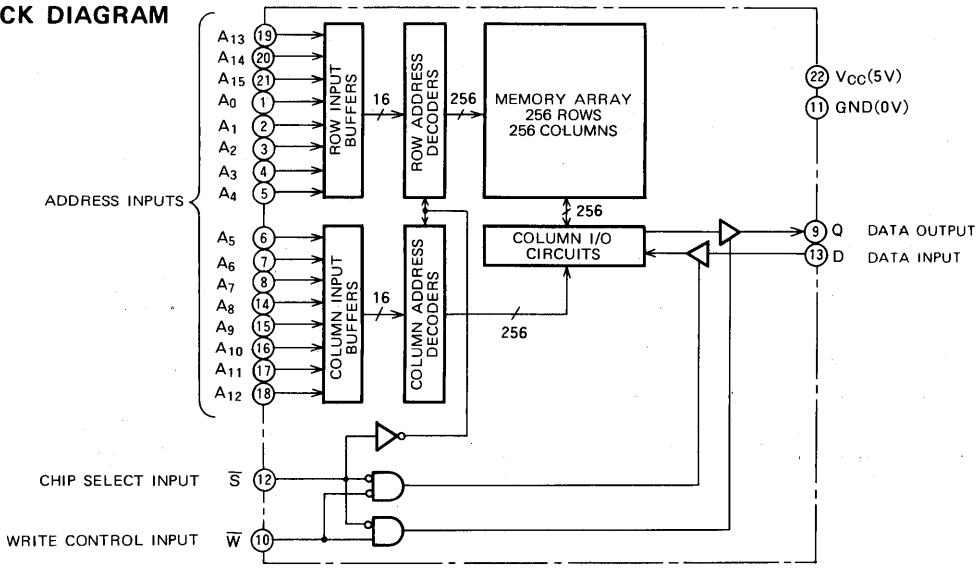 CK DIAGRAM
ADDRESS INPUTS
A13 19
A14 20
A15 21
A0 1
A1 2
A2 3
A3 4
A4 5
A5 6
A6 7
A7 8
A8 14
A9 15
A10 16
A11 17
A12 18
ROW INPUT
BUFFERS
16
ROW ADDRESS
DECODERS
256
MEMORY ARRAY
256 ROWS
256 COLUMNS
256
COLUMN INPUT
BUFFERS
16
COLUMN ADDRESS
DECODERS
256
COLUMN I/O
CIRCUITS
22 VCC(5V)
11 GND(0V)
9 Q DATA OUTPUT
13 D DATA INPUT
CHIP SELECT INPUT S̅ 12
WRITE CONTROL INPUT W̅ 10